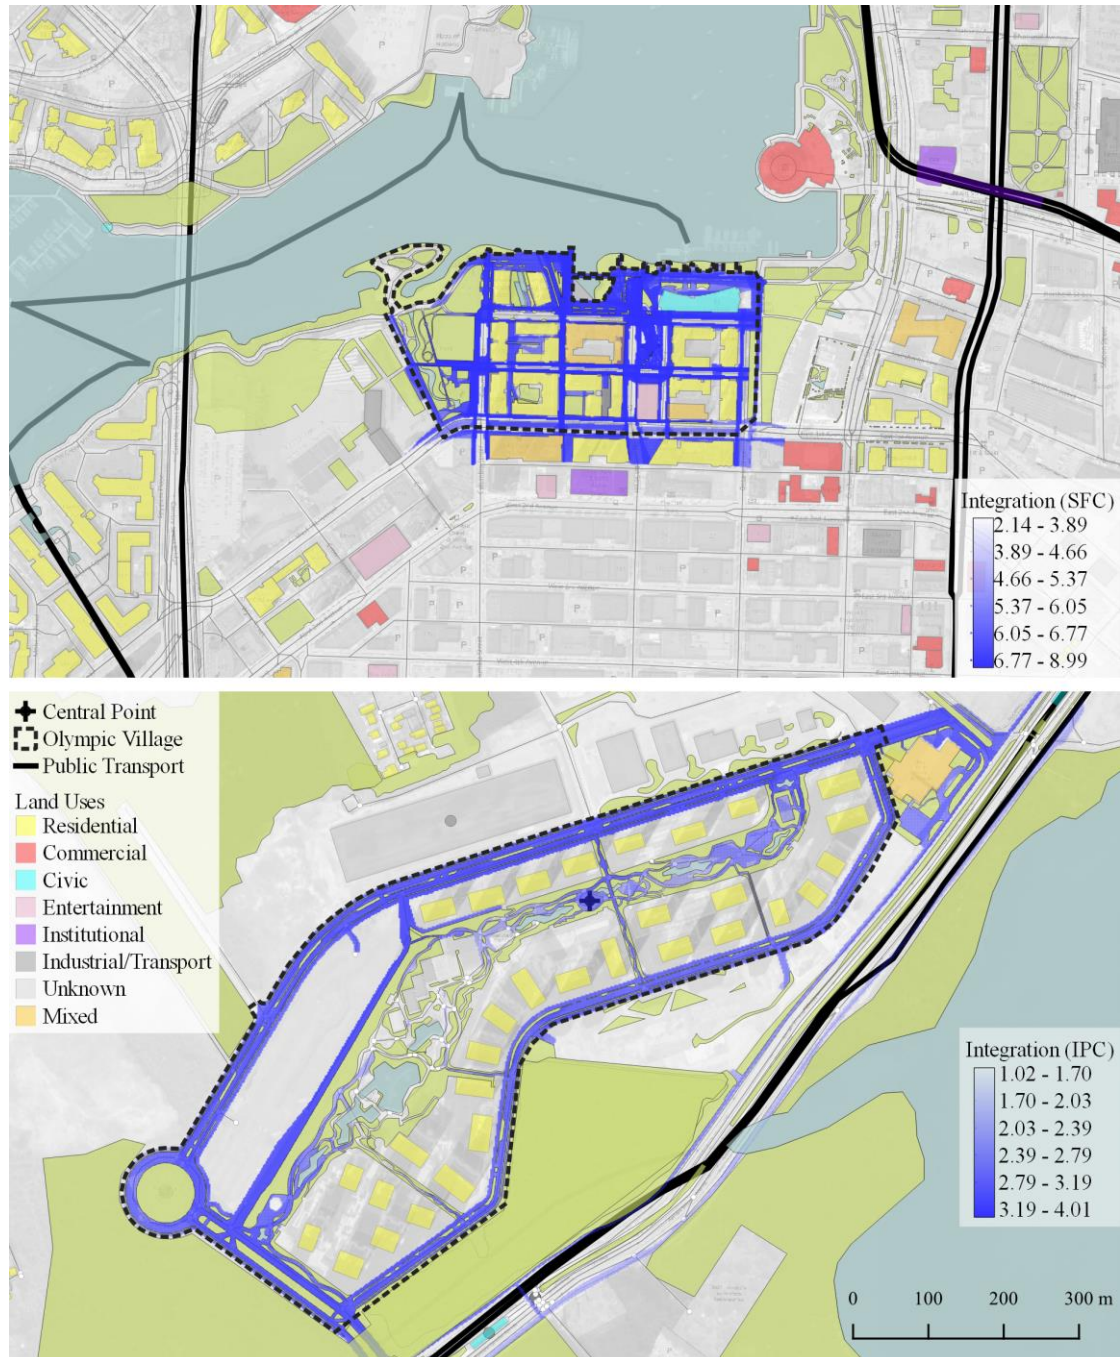 P
P
P
P
P
P
P
P
P
P
Integration (SFC)
2.14 - 3.89
3.89 - 4.66
4.66 - 5.37
5.37 - 6.05
6.05 - 6.77
6.77 - 8.99
Central Point
Olympic Village
Public Transport
Land Uses
Residential
Commercial
Civic
Entertainment
Institutional
Industrial/Transport
Unknown
Mixed
Integration (IPC)
1.02 - 1.70
1.70 - 2.03
2.03 - 2.39
2.39 - 2.79
2.79 - 3.19
3.19 - 4.01
0 100 200 300 m